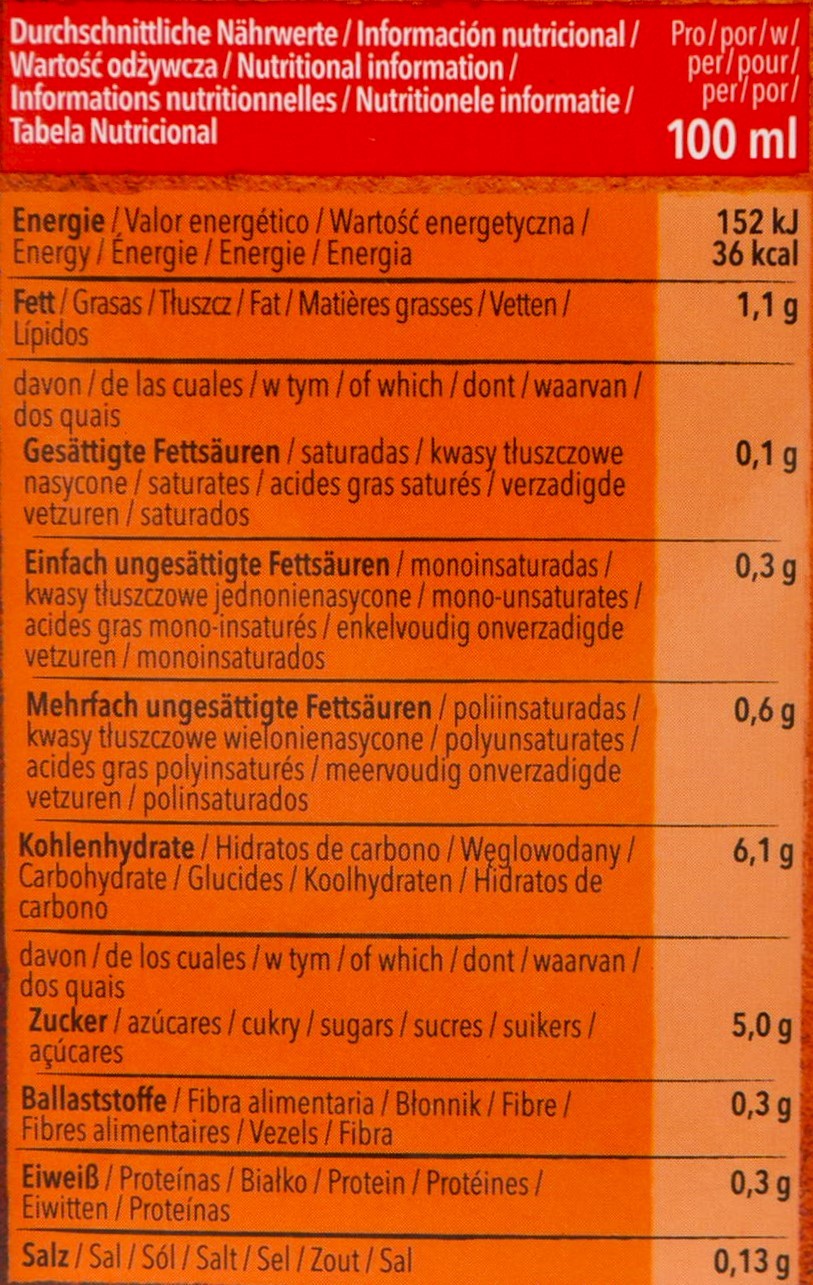 Durchschnittliche Nährwerte / Información nutricional /
Wartość odżywcza / Nutritional information /
Informations nutritionnelles / Nutritionele informatie /
Tabela Nutricional
Pro/por/w/
per/pour/
per/por/
100 ml
Energie / Valor energético / Wartość energetyczna /
Energy / Énergie / Energie / Energia
152 kJ
36 kcal
Fett / Grasas / Tłuszcz / Fat / Matières grasses / Vetten /
Lípidos
1,1 g
davon / de las cuales / w tym / of which / dont / waarvan /
dos quais
Gesättigte Fettsäuren / saturadas / kwasy tłuszczowe
nasycone / saturates / acides gras saturés / verzadigde
vetzuren / saturados
0,1 g
Einfach ungesättigte Fettsäuren / monoinsaturadas /
kwasy tłuszczowe jednonienasycone / mono-unsaturates /
acides gras mono-insaturés / enkelvoudig onverzadigde
vetzuren / monoinsaturados
0,3 g
Mehrfach ungesättigte Fettsäuren / poliinsaturadas /
kwasy tłuszczowe wielonienasycone / polyunsaturates /
acides gras polyinsaturés / meervoudig onverzadigde
vetzuren / polinsaturados
0,6 g
Kohlenhydrate / Hidratos de carbono / Węglowodany /
Carbohydrate / Glucides / Koolhydraten / Hidratos de
carbono
6,1 g
davon / de los cuales / w tym / of which / dont / waarvan /
dos quais
Zucker / azúcares / cukry / sugars / sucres / suikers /
açúcares
5,0 g
Ballaststoffe / Fibra alimentaria / Błonnik / Fibre /
Fibres alimentaires / Vezels / Fibra
0,3 g
Eiweiß / Proteínas / Białko / Protein / Protéines /
Eiwitten / Proteínas
0,3 g
Salz / Sal / Sól / Salt / Sel / Zout / Sal
0,13 g